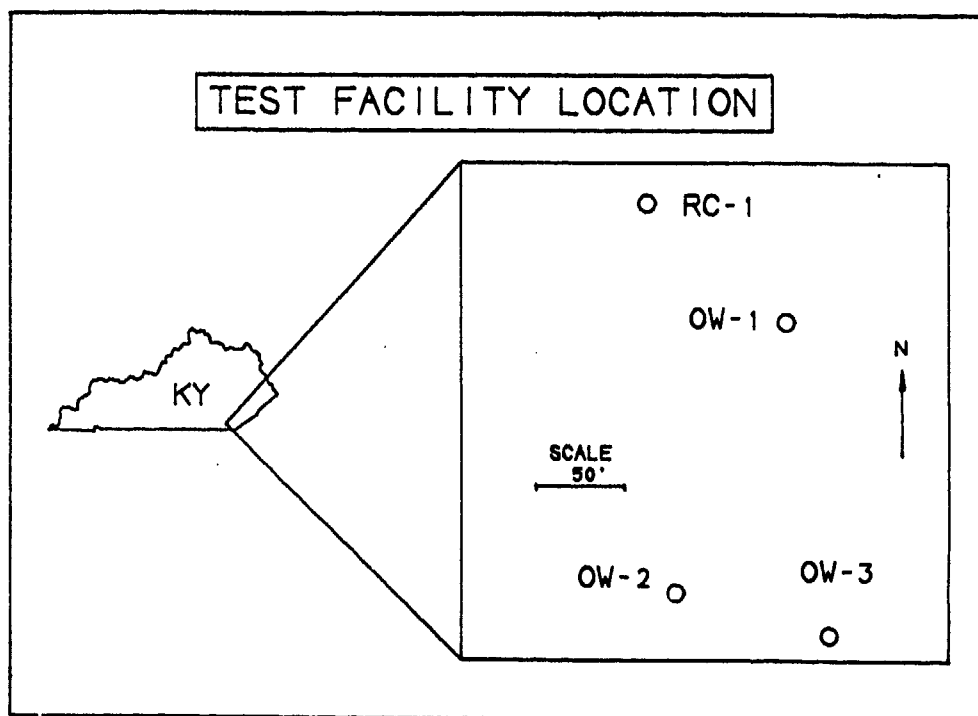 TEST FACILITY LOCATION
RC-1
OW-1
N
KY
SCALE
50'
OW-2
OW-3